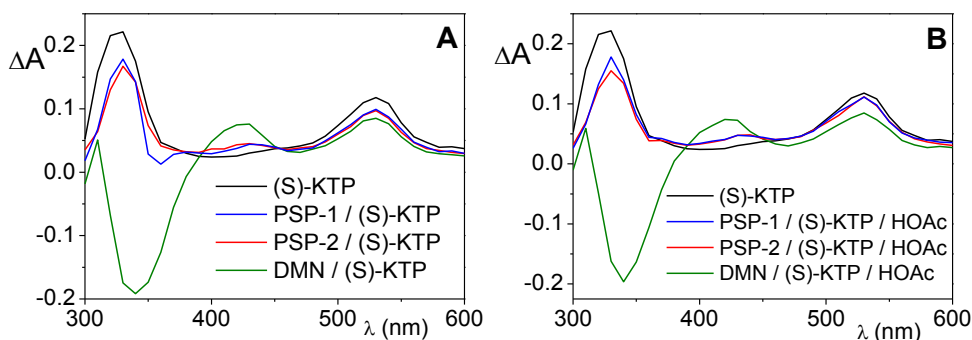 A
ΔA
0.2
0.1
0.0
-0.1
-0.2
(S)-KTP
PSP-1 / (S)-KTP
PSP-2 / (S)-KTP
DMN / (S)-KTP
300 400 500 600
λ (nm)
B
ΔA
0.2
0.1
0.0
-0.1
-0.2
(S)-KTP
PSP-1 / (S)-KTP / HOAc
PSP-2 / (S)-KTP / HOAc
DMN / (S)-KTP / HOAc
300 400 500 600
λ (nm)